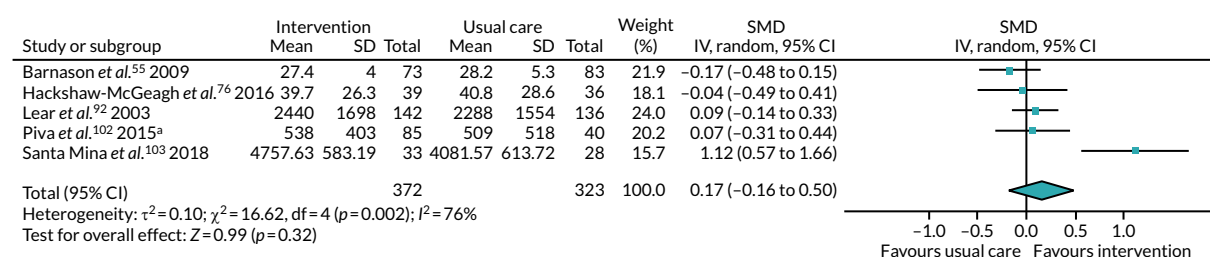 Intervention Usual care Weight SMD SMD
Study or subgroup Mean SD Total Mean SD Total (%) IV, random, 95% CI IV, random, 95% CI
Barnason et al.55 2009 27.4 4 73 28.2 5.3 83 21.9 −0.17 (−0.48 to 0.15)
Hackshaw-McGeagh et al.76 2016 39.7 26.3 39 40.8 28.6 36 18.1 −0.04 (−0.49 to 0.41)
Lear et al.92 2003 2440 1698 142 2288 1554 136 24.0 0.09 (−0.14 to 0.33)
Piva et al.102 2015a 538 403 85 509 518 40 20.2 0.07 (−0.31 to 0.44)
Santa Mina et al.103 2018 4757.63 583.19 33 4081.57 613.72 28 15.7 1.12 (0.57 to 1.66)
Total (95% CI) 372 323 100.0 0.17 (−0.16 to 0.50)
Heterogeneity: τ2=0.10; χ2=16.62, df=4 (p=0.002); I2=76%
Test for overall effect: Z=0.99 (p=0.32)
−1.0 −0.5 0.0 0.5 1.0
Favours usual care Favours intervention